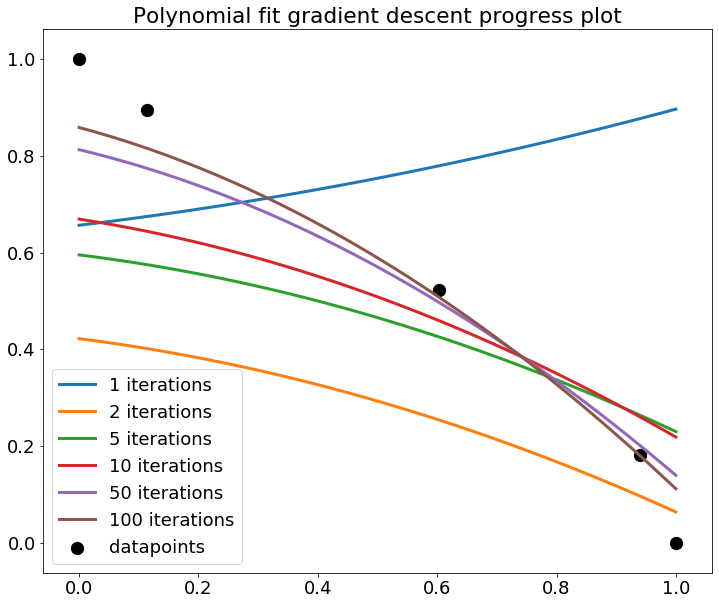 Polynomial fit gradient descent progress plot
1.0
0.8
0.6
0.4
0.2
0.0
1 iterations
2 iterations
5 iterations
10 iterations
50 iterations
100 iterations
datapoints
0.0 0.2 0.4 0.6 0.8 1.0